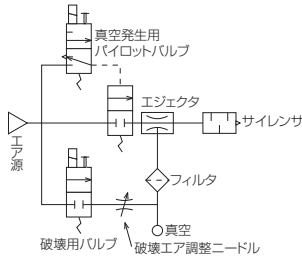 真空発生用
パイロットバルブ
エジェクタ
サイレンサ
エア源
フィルタ
真空
破壊用バルブ
破壊エア調整ニードル